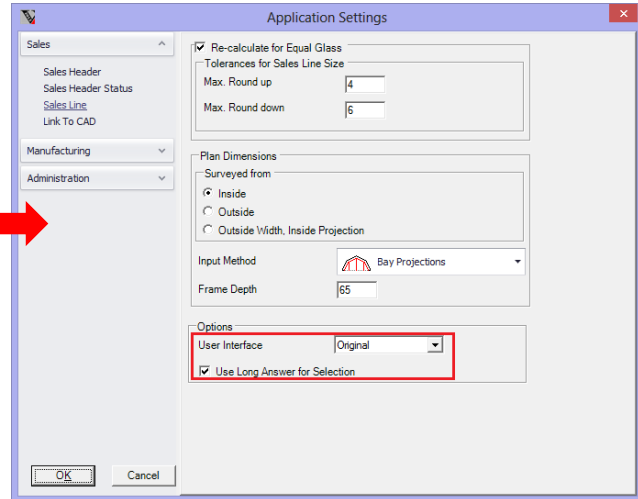 Application Settings
Sales
Sales Header
Sales Header Status
Sales Line
Link To CAD
Manufacturing
Administration
Re-calculate for Equal Glass
Tolerances for Sales Line Size
Max. Round up 4
Max. Round down 6
Plan Dimensions
Surveyed from
Inside
Outside
Outside Width, Inside Projection
Input Method Bay Projections
Frame Depth 65
Options
User Interface Original
Use Long Answer for Selection
OK Cancel